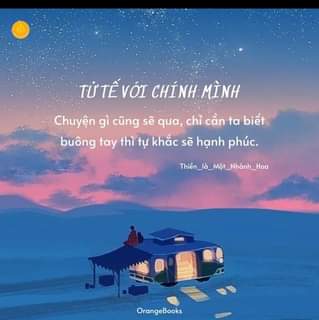 TỬ TẾ VỚI CHÍNH MÌNH
Chuyện gì cũng sẽ qua, chỉ cần ta biết
buông tay thì tự khắc sẽ hạnh phúc.
Thiền_là_Một_Nhành_Hoa
OrangeBooks